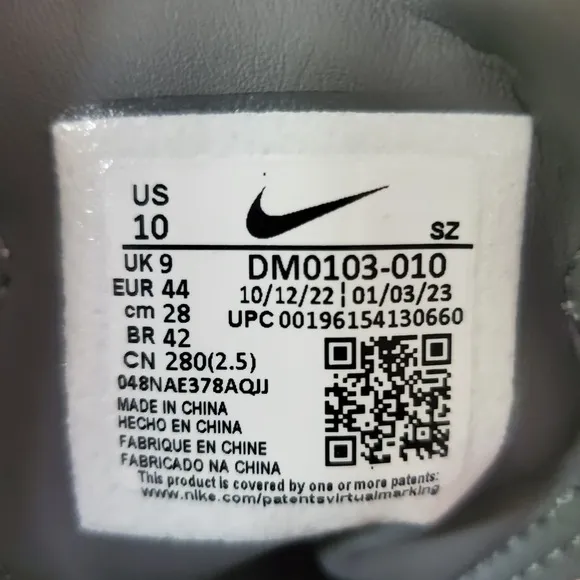 US
10
SZ
UK 9
DM0103-010
EUR 44
10/12/22 | 01/03/23
cm 28
UPC 00196154130660
BR 42
CN 280(2.5)
048NAE378AQJJ
MADE IN CHINA
HECHO EN CHINA
FABRIQUE EN CHINE
FABRICADO NA CHINA
This product is covered by one or more patents:
www.nike.com/patentsvirtualmarking